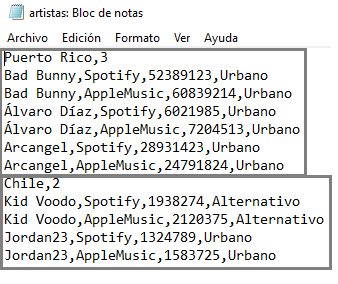 artistas: Bloc de notas
Archivo Edición Formato Ver Ayuda
Puerto Rico,3
Bad Bunny,Spotify,52389123,Urbano
Bad Bunny,AppleMusic,60839214,Urbano
Álvaro Díaz,Spotify,6021985,Urbano
Álvaro Díaz,AppleMusic,7204513,Urbano
Arcangel,Spotify,28931423,Urbano
Arcangel,AppleMusic,24791824,Urbano
Chile,2
Kid Voodo,Spotify,1938274,Alternativo
Kid Voodo,AppleMusic,2120375,Alternativo
Jordan23,Spotify,1324789,Urbano
Jordan23,AppleMusic,1583725,Urbano